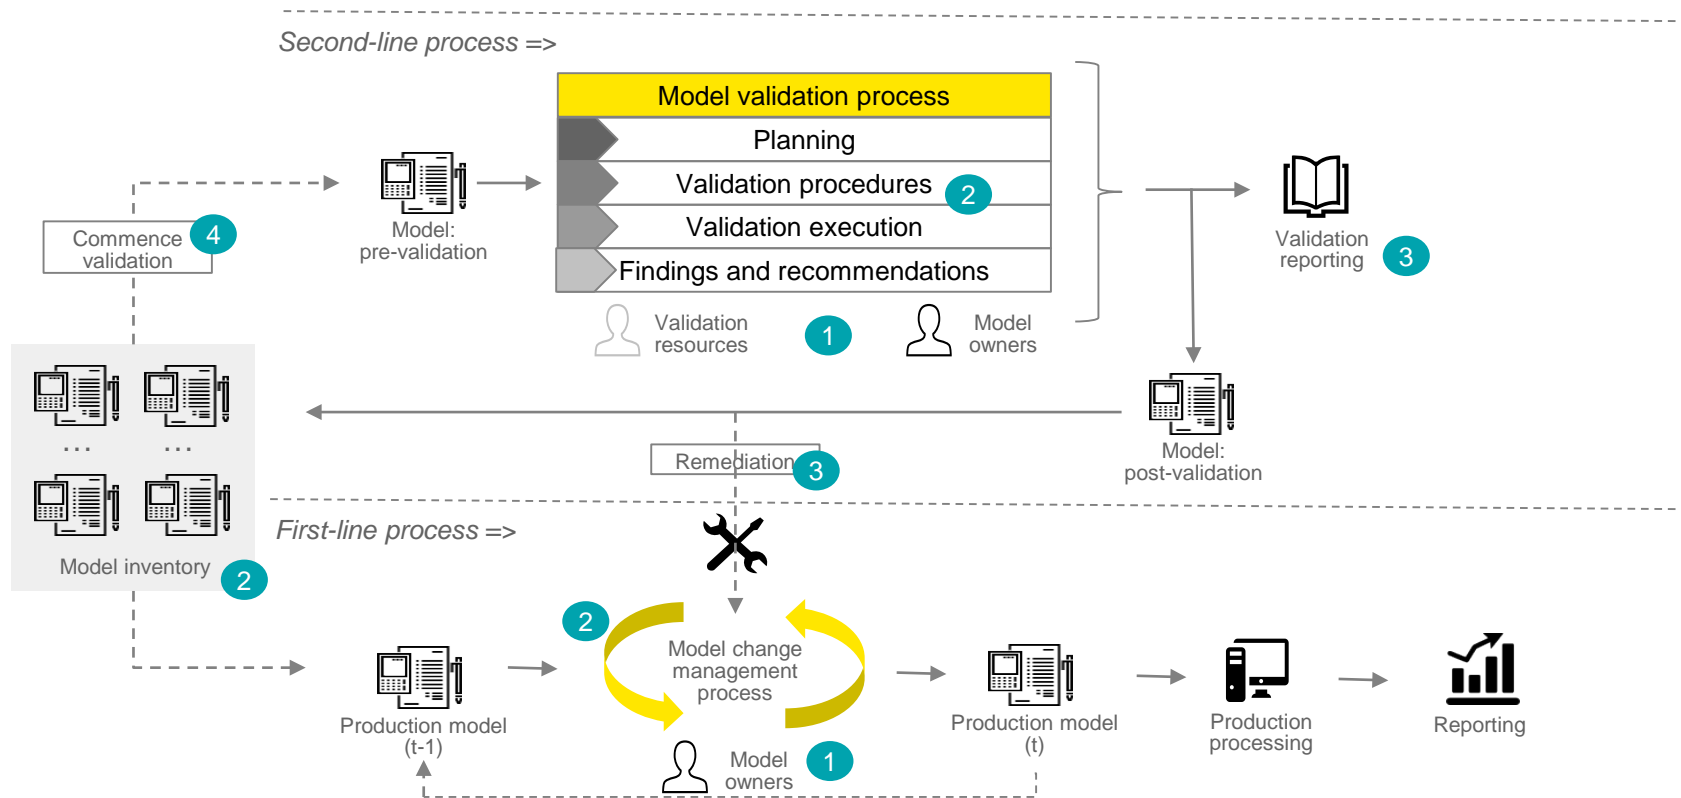 Second-line process =>
Model validation process
Planning
Validation procedures
2
Validation execution
Findings and recommendations
Model:
pre-validation
Commence
validation
4
Validation
resources
1
Model
owners
Validation
reporting
3
Model:
post-validation
Remediation
3
... ...
Model inventory
2
First-line process =>
2
Model change
management
process
Production model
(t-1)
Model
owners
1
Production model
(t)
Production
processing
Reporting